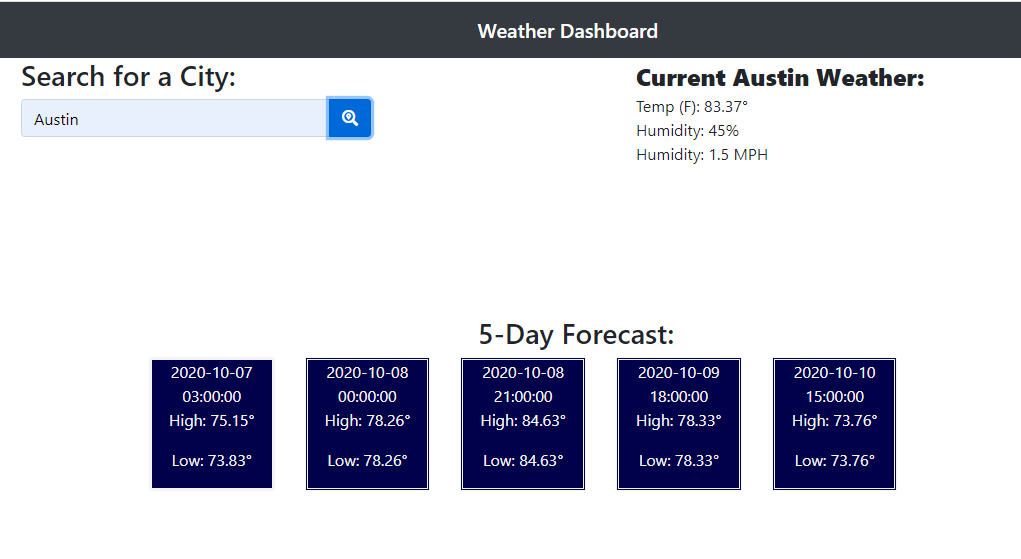 Weather Dashboard
Search for a City:
Austin
Current Austin Weather:
Temp (F): 83.37°
Humidity: 45%
Humidity: 1.5 MPH
5-Day Forecast:
2020-10-07
03:00:00
High: 75.15°
Low: 73.83°
2020-10-08
00:00:00
High: 78.26°
Low: 78.26°
2020-10-08
21:00:00
High: 84.63°
Low: 84.63°
2020-10-09
18:00:00
High: 78.33°
Low: 78.33°
2020-10-10
15:00:00
High: 73.76°
Low: 73.76°